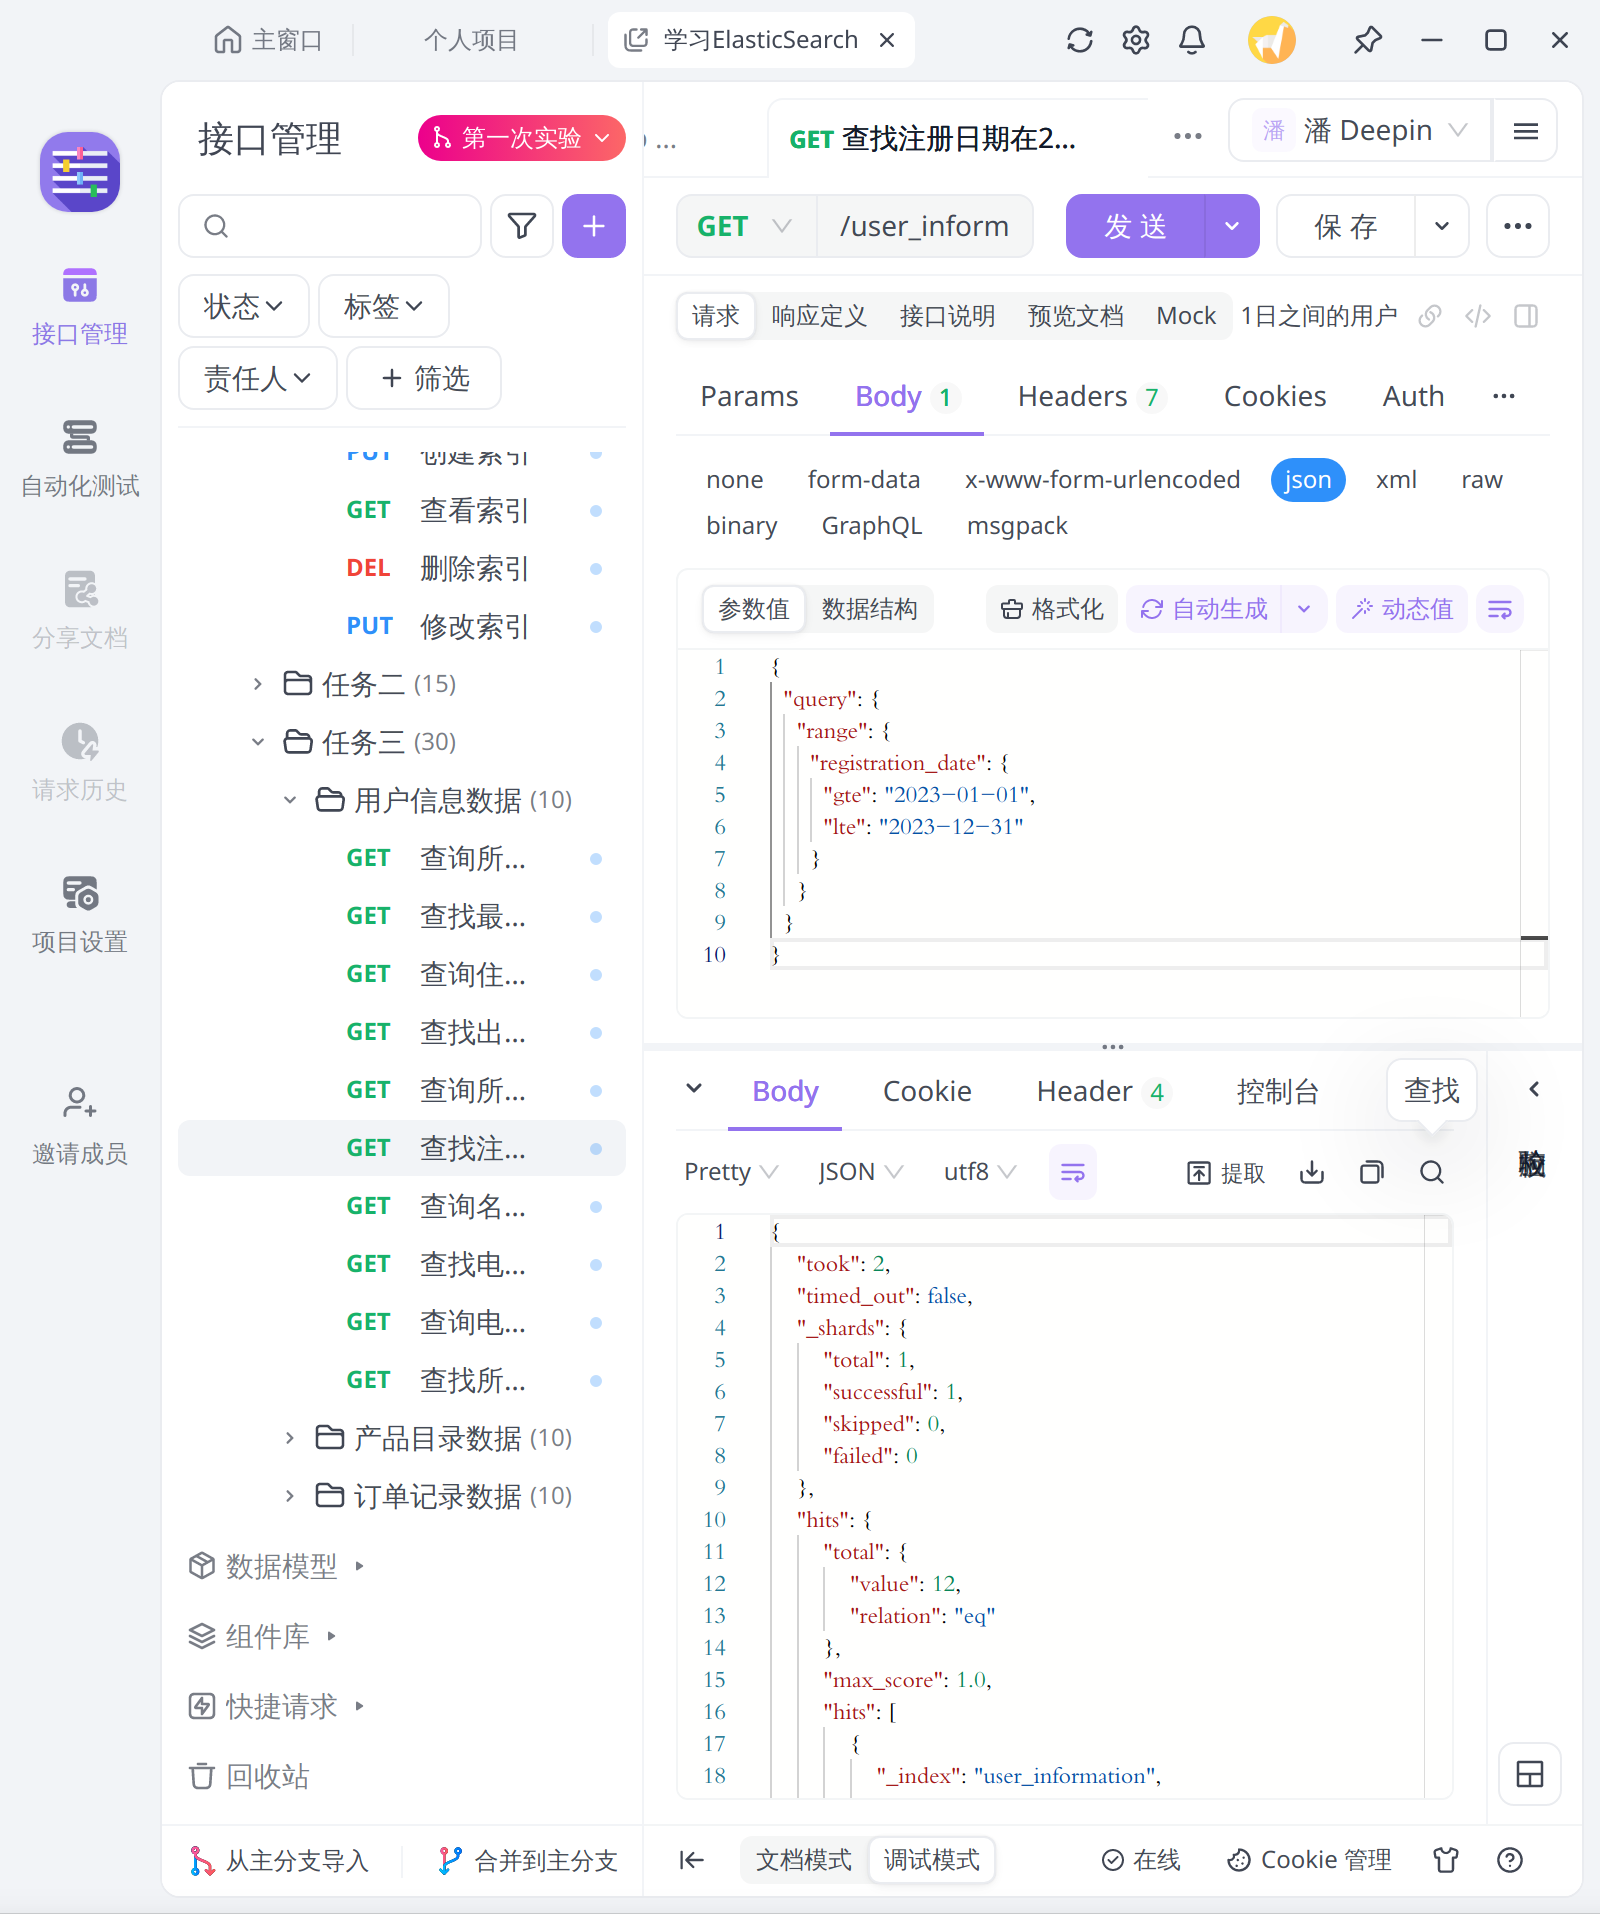 主窗口
个人项目
学习ElasticSearch
接口管理
自动化测试
分享文档
请求历史
项目设置
邀请成员
接口管理
第一次实验
状态
标签
责任人
筛选
PUT 创建索引
GET 查看索引
DEL 删除索引
PUT 修改索引
任务二 (15)
任务三 (30)
用户信息数据 (10)
GET 查询所...
GET 查找最...
GET 查询住...
GET 查找出...
GET 查询所...
GET 查找注...
GET 查询名...
GET 查找电...
GET 查询电...
GET 查找所...
产品目录数据 (10)
订单记录数据 (10)
数据模型
组件库
快捷请求
回收站
从主分支导入
合并到主分支
...
GET 查找注册日期在2...
潘 潘 Deepin
GET /user_inform
发 送
保 存
请求 响应定义 接口说明 预览文档 Mock 1日之间的用户
Params Body 1 Headers 7 Cookies Auth
none form-data x-www-form-urlencoded json xml raw
binary GraphQL msgpack
参数值 数据结构 格式化 自动生成 动态值
1 {
2 "query": {
3 "range": {
4 "registration_date": {
5 "gte": "2023-01-01",
6 "lte": "2023-12-31"
7 }
8 }
9 }
10 }
Body Cookie Header 4 控制台 查找
Pretty JSON utf8 提取
1 {
2 "took": 2,
3 "timed_out": false,
4 "_shards": {
5 "total": 1,
6 "successful": 1,
7 "skipped": 0,
8 "failed": 0
9 },
10 "hits": {
11 "total": {
12 "value": 12,
13 "relation": "eq"
14 },
15 "max_score": 1.0,
16 "hits": [
17 {
18 "_index": "user_information",
文档模式 调试模式
在线
Cookie 管理